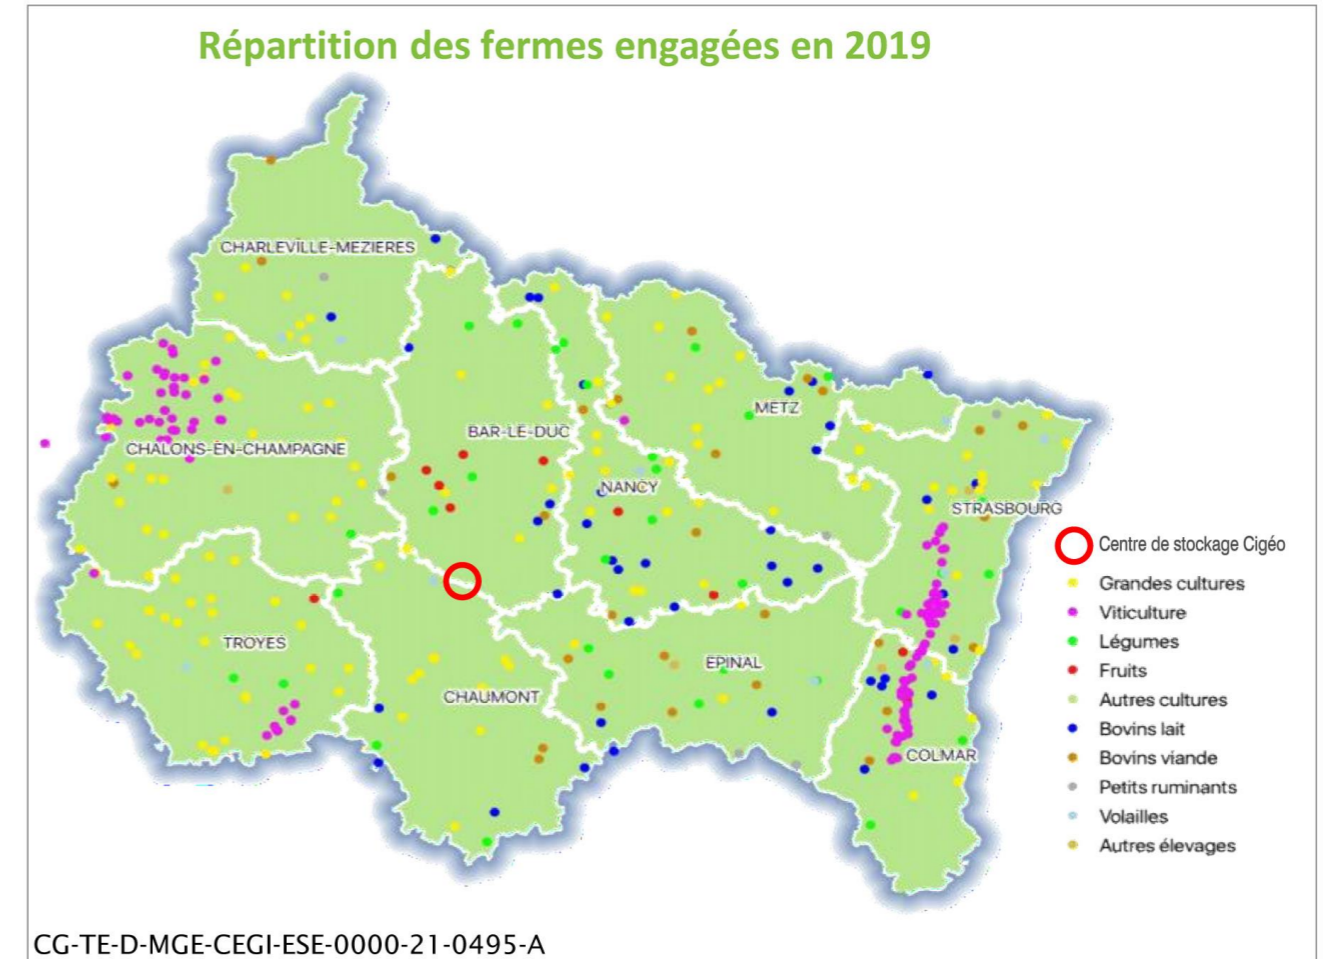 Répartition des fermes engagées en 2019
CHARLEVILLE-MEZIERES
METZ
BAR-LE-DUC
CHALONS-EN-CHAMPAGNE
NANCY
STRASBOURG
TROYES
EPINAL
CHAUMONT
COLMAR
Centre de stockage Cigéo
Grandes cultures
Viticulture
Légumes
Fruits
Autres cultures
Bovins lait
Bovins viande
Petits ruminants
Volailles
Autres élevages
CG-TE-D-MGE-CEGI-ESE-0000-21-0495-A